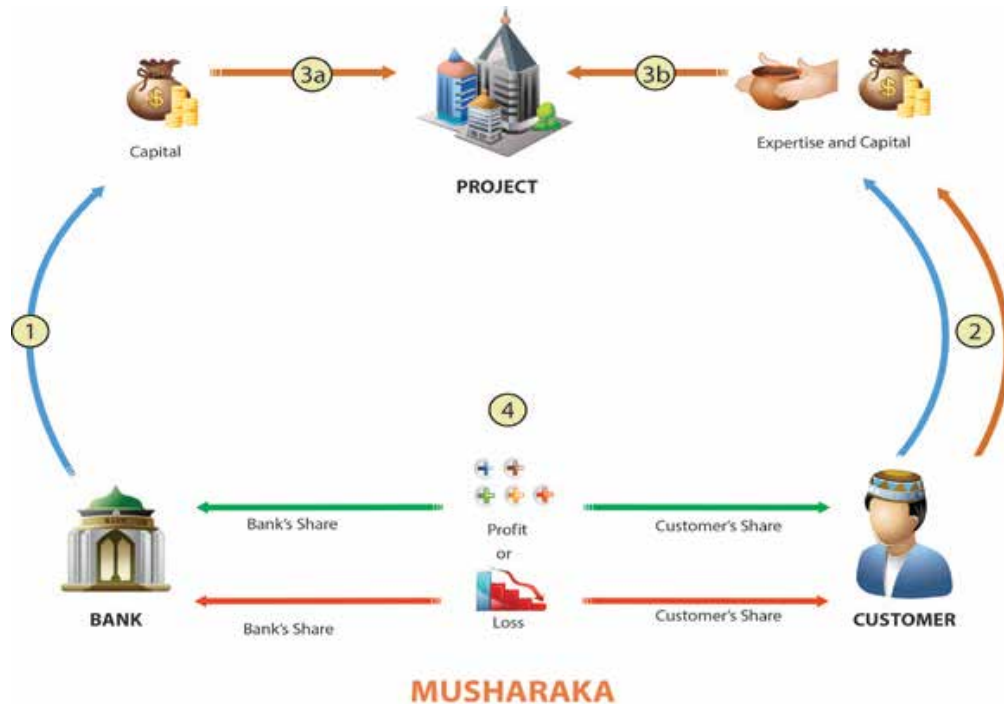 3a
3b
$
$
Capital
Expertise and Capital
PROJECT
1
2
4
Bank's Share
Profit
Customer's Share
or
BANK
Bank's Share
Loss
Customer's Share
BANK
CUSTOMER
MUSHARAKA